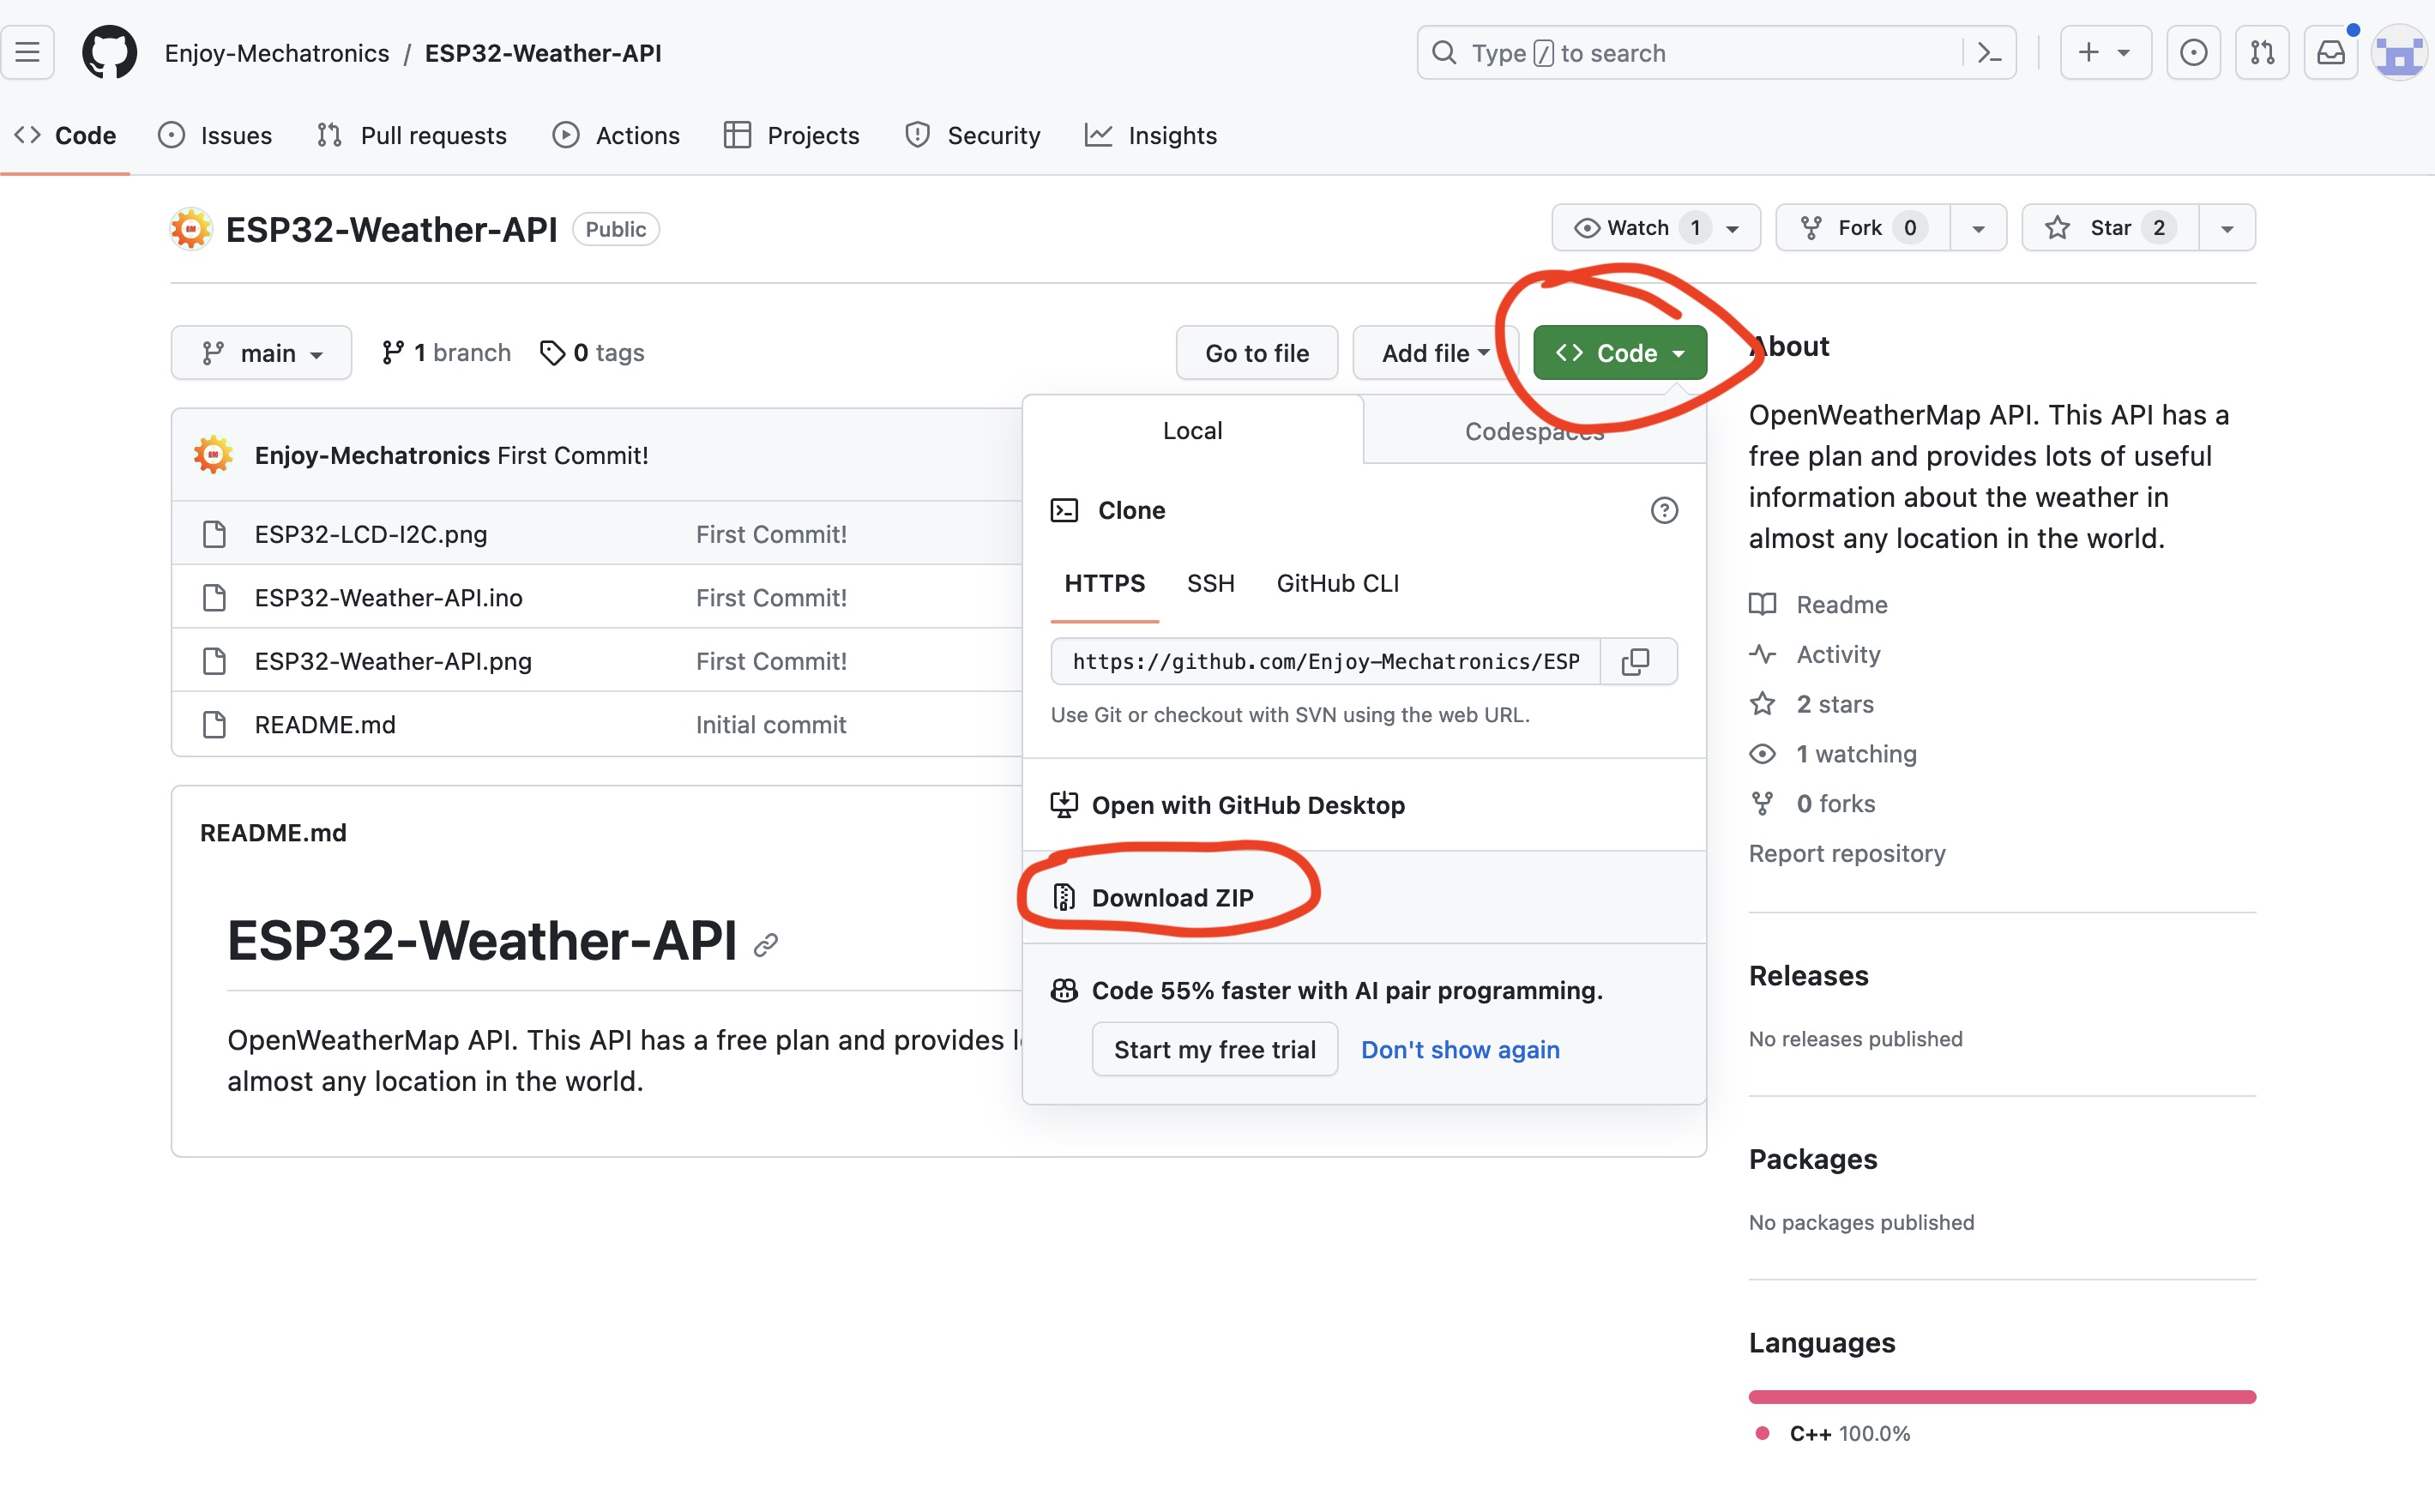 Enjoy-Mechatronics / ESP32-Weather-API
Type / to search
Code Issues Pull requests Actions Projects Security Insights
ESP32-Weather-API Public
Watch 1 Fork 0 Star 2
main 1 branch 0 tags Go to file Add file Code
Enjoy-Mechatronics First Commit!
ESP32-LCD-I2C.png First Commit!
ESP32-Weather-API.ino First Commit!
ESP32-Weather-API.png First Commit!
README.md Initial commit
Local Codespaces
Clone
HTTPS SSH GitHub CLI
https://github.com/Enjoy-Mechatronics/ESP
Use Git or checkout with SVN using the web URL.
Open with GitHub Desktop
Download ZIP
Code 55% faster with AI pair programming.
Start my free trial Don't show again
README.md
ESP32-Weather-API
OpenWeatherMap API. This API has a free plan and provides
almost any location in the world.
About
OpenWeatherMap API. This API has a
free plan and provides lots of useful
information about the weather in
almost any location in the world.
Readme
Activity
2 stars
1 watching
0 forks
Report repository
Releases
No releases published
Packages
No packages published
Languages
C++ 100.0%